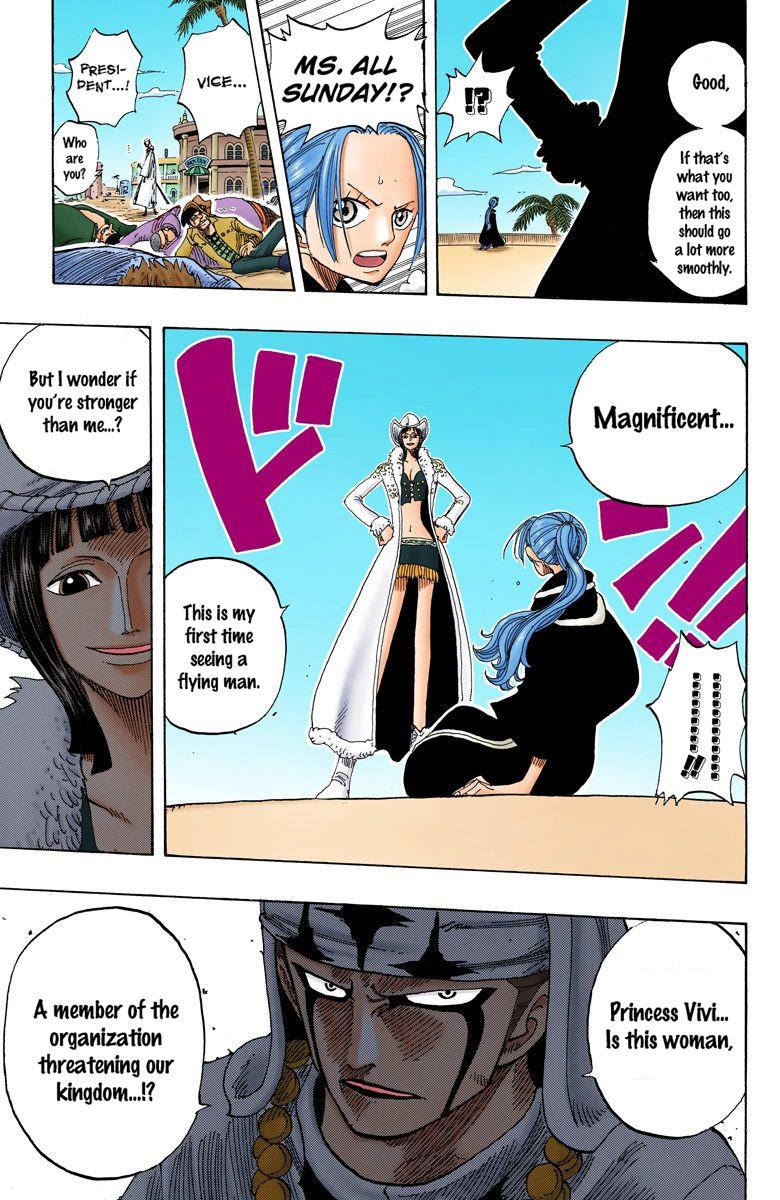 Good,
If that's
what you
want too,
then this
should go
a lot more
smoothly.
!?
MS. ALL
SUNDAY!?
VICE...
PRESI-
DENT...!
Who
are
you?
Magnificent...
ド
ン
!!!
!!
This is my
first time
seeing a
flying man.
But I wonder if
you're stronger
than me...?
Princess Vivi...
Is this woman,
A member of the
organization
threatening our
kingdom...!?